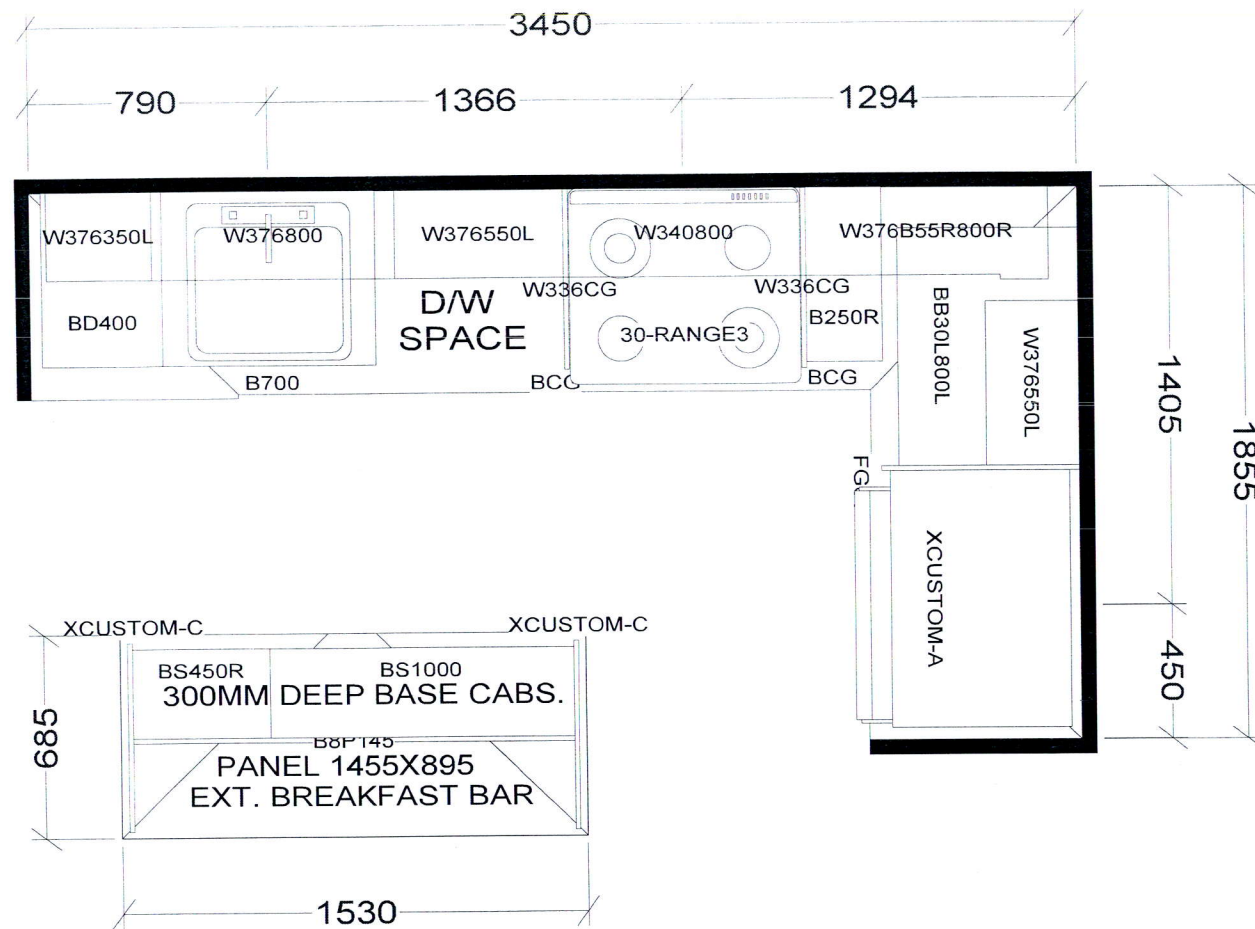 3450
790
1366
1294
W376350L
W376800
W376550L
W340800
W376B55R800R
W336CG
W336CG
BD400
D/W
SPACE
30-RANGE3
B250R
BB30L800L
W376550L
B700
BCG
BCG
FG
1405
1855
XCUSTOM-A
450
XCUSTOM-C
XCUSTOM-C
BS450R
BS1000
300MM DEEP BASE CABS.
685
B8P145
PANEL 1455X895
EXT. BREAKFAST BAR
1530